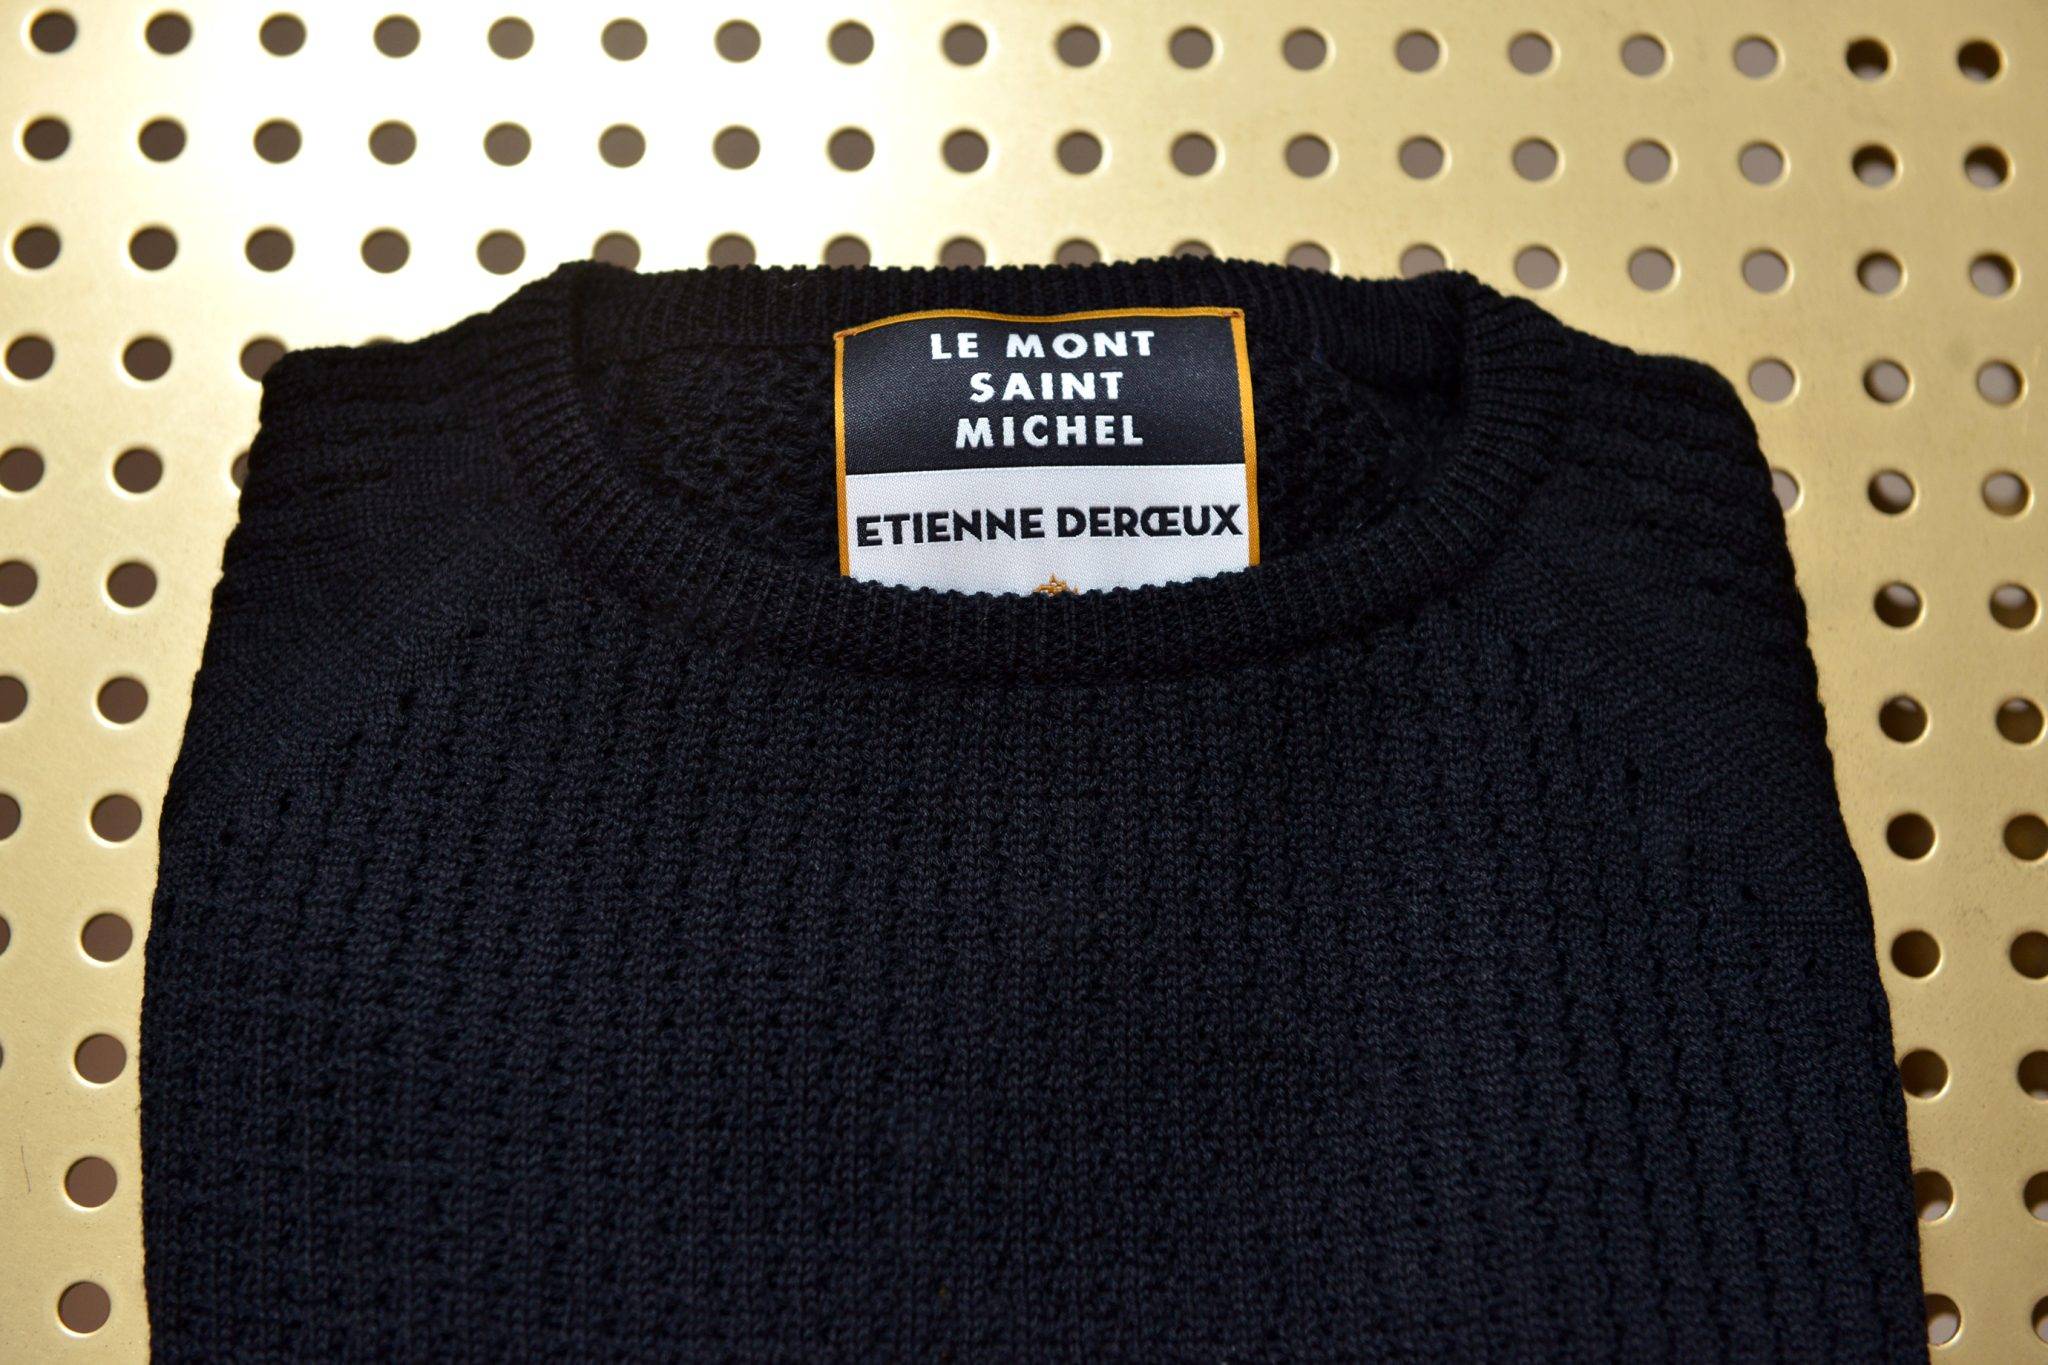 LE MONT
SAINT
MICHEL
ETIENNE DERŒUX